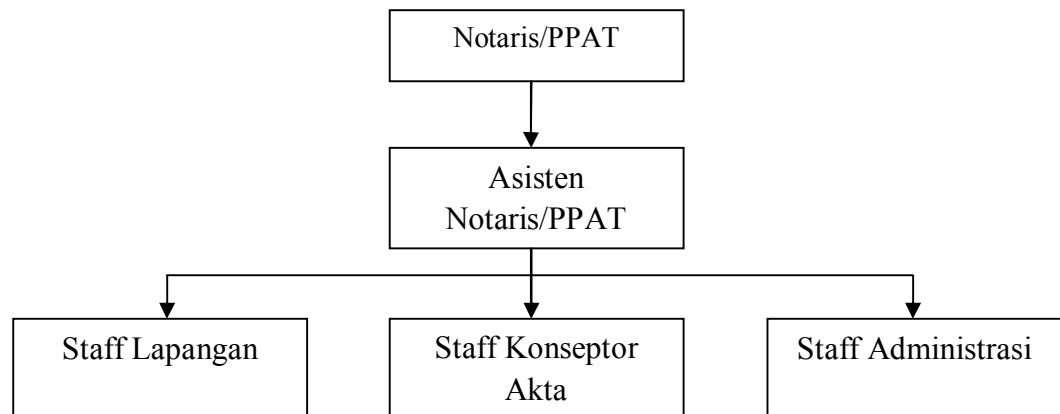 Notaris/PPAT
Asisten
Notaris/PPAT
Staff Lapangan
Staff Konseptor
Akta
Staff Administrasi